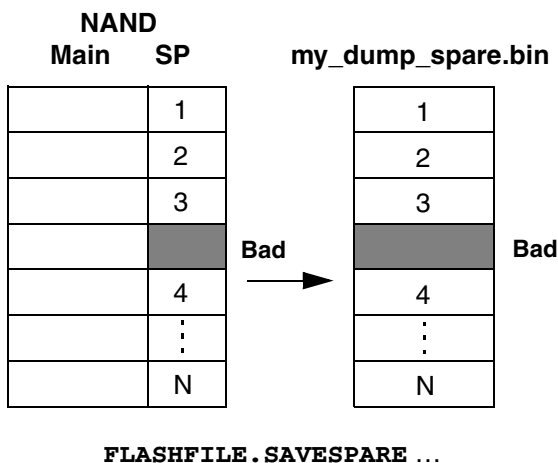 NAND
Main SP my_dump_spare.bin
1 1
2 2
3 3
Bad Bad
4 4
N N
FLASHFILE.SAVESPARE ...